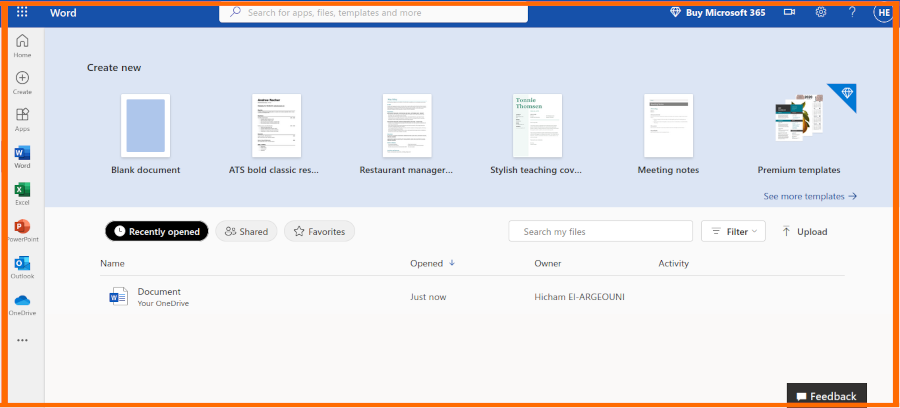 Word
Search for apps, files, templates and more
Buy Microsoft 365
?
HE
Home
Create
Apps
Word
Excel
PowerPoint
Outlook
OneDrive
Create new
Tonnie
Thomson
Blank document
ATS bold classic res...
Restaurant manager...
Stylish teaching cov...
Meeting notes
Premium templates
See more templates →
Recently opened
Shared
Favorites
Search my files
Filter
Upload
Name
Opened ↓
Owner
Activity
Document
Your OneDrive
Just now
Hicham El-ARGEOUNI
Feedback